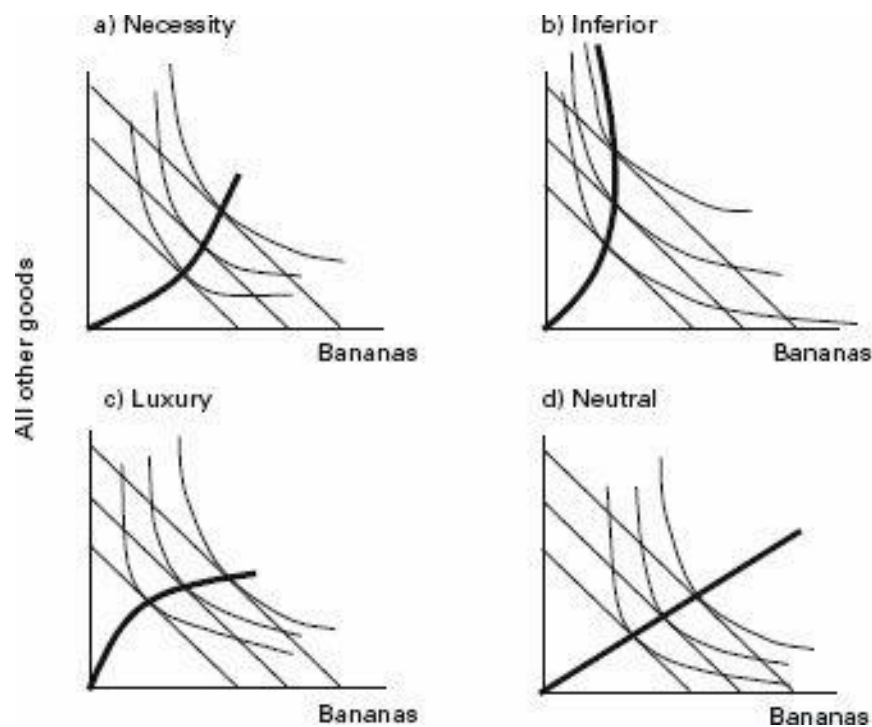 a) Necessity
b) Inferior
All other goods
Bananas
Bananas
c) Luxury
d) Neutral
Bananas
Bananas